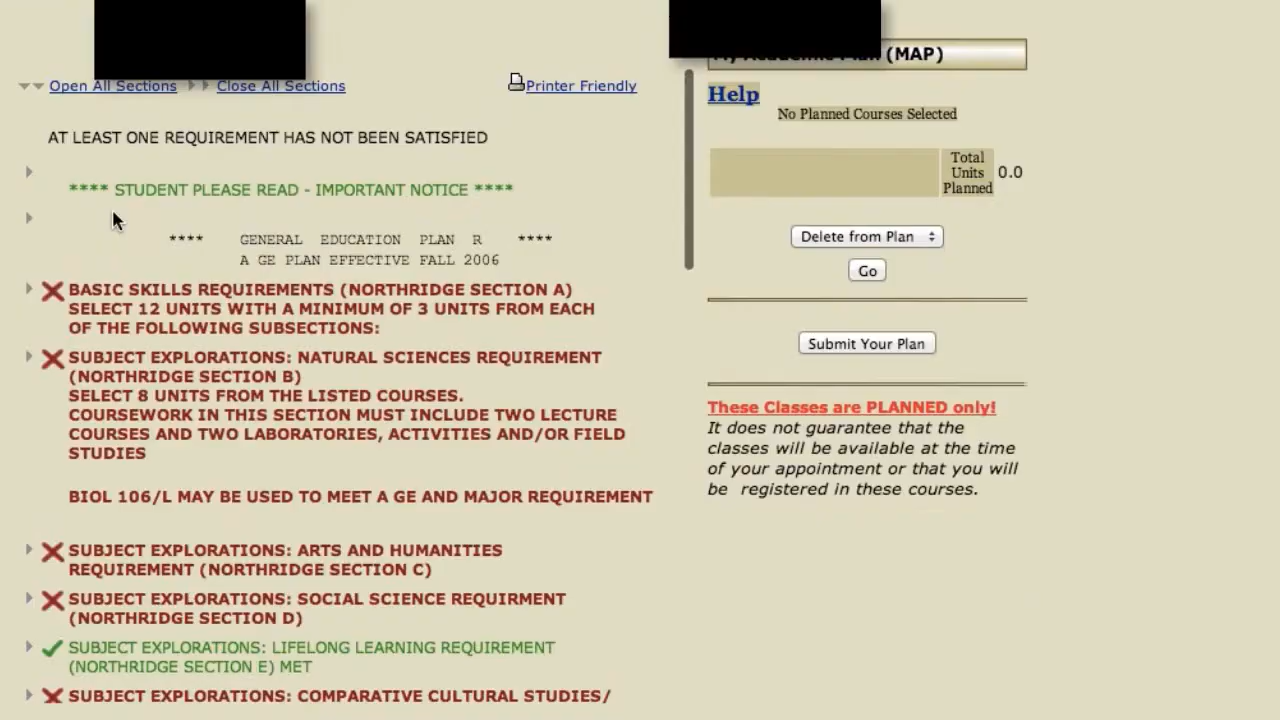 Open All Sections Close All Sections Printer Friendly
AT LEAST ONE REQUIREMENT HAS NOT BEEN SATISFIED
**** STUDENT PLEASE READ - IMPORTANT NOTICE ****
**** GENERAL EDUCATION PLAN R ****
A GE PLAN EFFECTIVE FALL 2006
BASIC SKILLS REQUIREMENTS (NORTHRIDGE SECTION A)
SELECT 12 UNITS WITH A MINIMUM OF 3 UNITS FROM EACH
OF THE FOLLOWING SUBSECTIONS:
SUBJECT EXPLORATIONS: NATURAL SCIENCES REQUIREMENT
(NORTHRIDGE SECTION B)
SELECT 8 UNITS FROM THE LISTED COURSES.
COURSEWORK IN THIS SECTION MUST INCLUDE TWO LECTURE
COURSES AND TWO LABORATORIES, ACTIVITIES AND/OR FIELD
STUDIES
BIOL 106/L MAY BE USED TO MEET A GE AND MAJOR REQUIREMENT
SUBJECT EXPLORATIONS: ARTS AND HUMANITIES
REQUIREMENT (NORTHRIDGE SECTION C)
SUBJECT EXPLORATIONS: SOCIAL SCIENCE REQUIRMENT
(NORTHRIDGE SECTION D)
SUBJECT EXPLORATIONS: LIFELONG LEARNING REQUIREMENT
(NORTHRIDGE SECTION E) MET
SUBJECT EXPLORATIONS: COMPARATIVE CULTURAL STUDIES/
(MAP)
Help
No Planned Courses Selected
Total
Units
Planned
0.0
Delete from Plan
Go
Submit Your Plan
These Classes are PLANNED only!
It does not guarantee that the
classes will be available at the time
of your appointment or that you will
be registered in these courses.